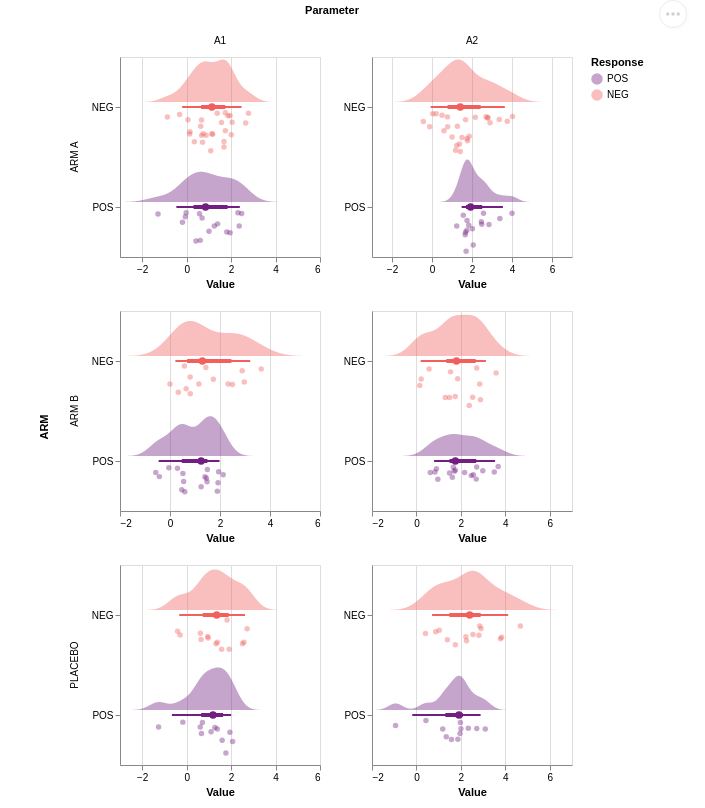 Parameter
A1
A2
Response
POS
NEG
ARM
ARM A
NEG
POS
−2 0 2 4 6
Value
NEG
POS
−2 0 2 4 6
Value
ARM B
NEG
POS
−2 0 2 4 6
Value
NEG
POS
−2 0 2 4 6
Value
PLACEBO
NEG
POS
−2 0 2 4 6
Value
NEG
POS
−2 0 2 4 6
Value